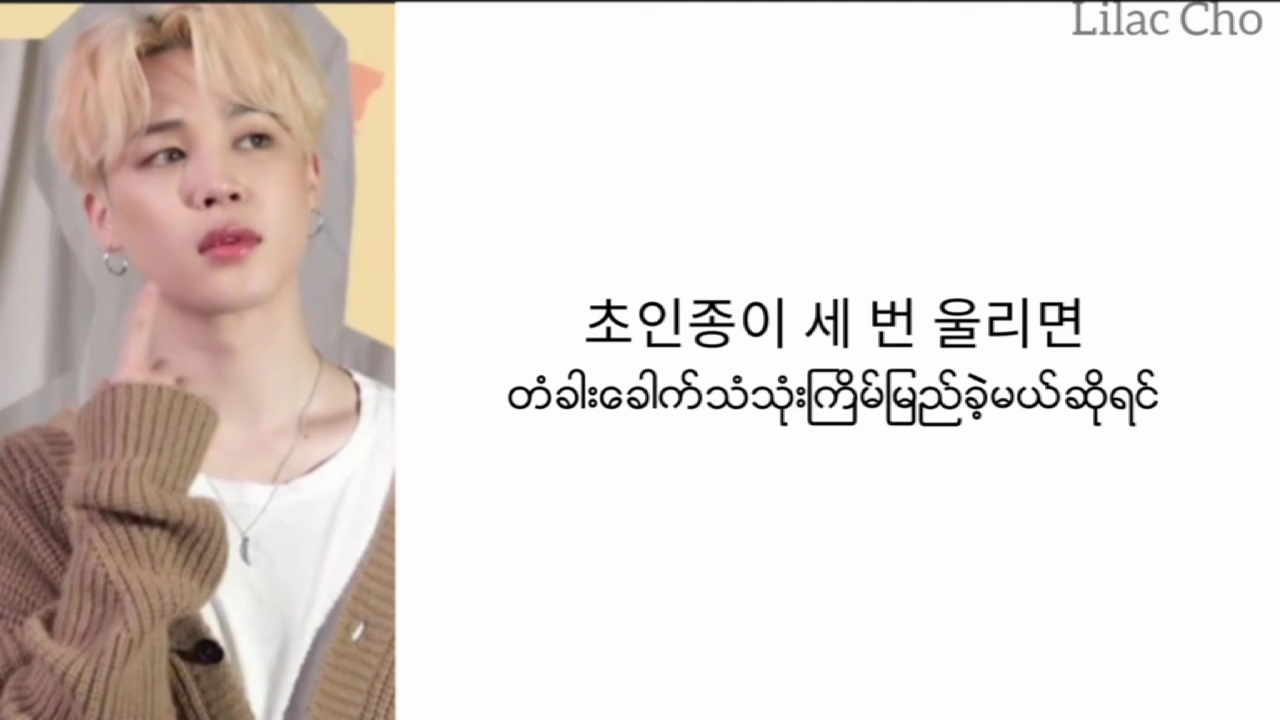 Lilac Cho
초인종이 세 번 울리면
တံခါးခေါက်သံသုံးကြိမ်မြည်ခဲ့မယ်ဆိုရင်